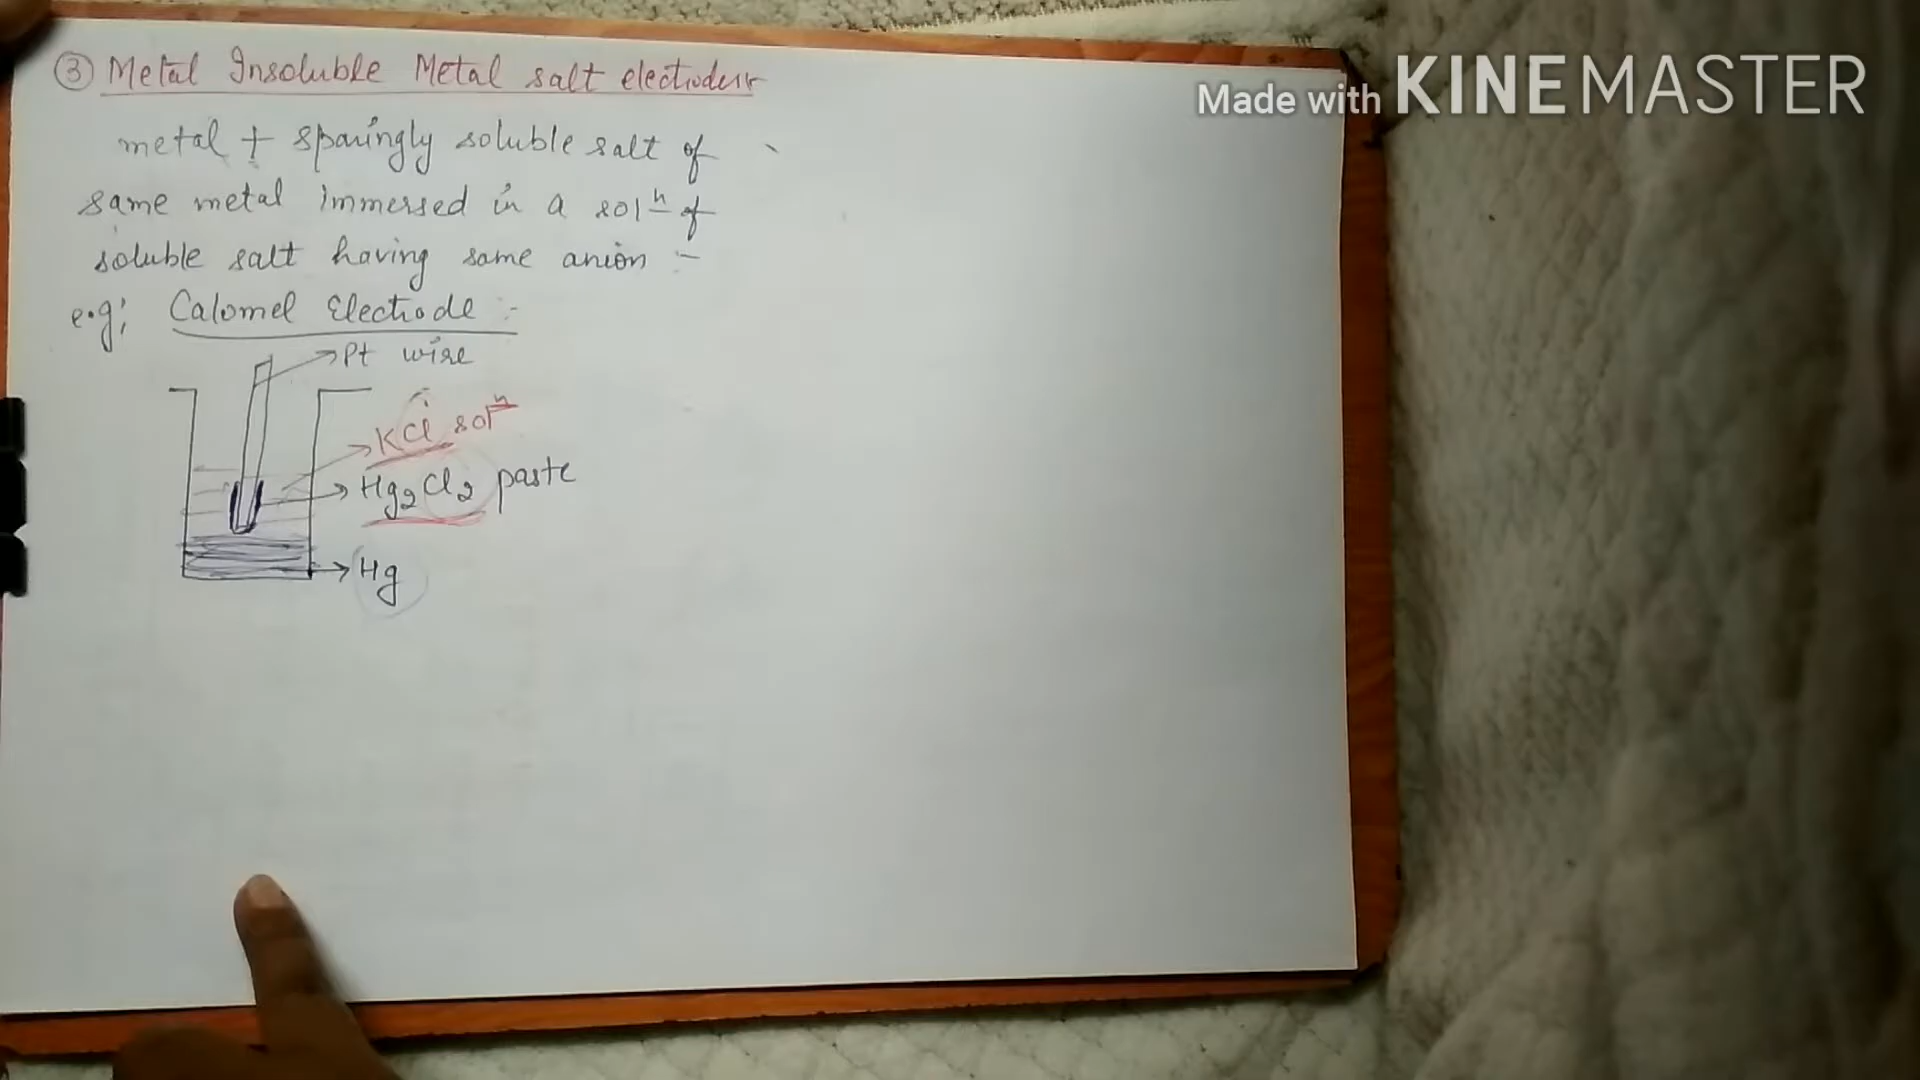 ③ Metal Insoluble Metal salt electrodes:-
metal + sparingly soluble salt of
same metal immersed in a solⁿ of
soluble salt having same anion :-
e.g; Calomel Electrode :-
Pt wire
KCl solⁿ
Hg₂Cl₂ paste
Hg
Made with KINEMASTER